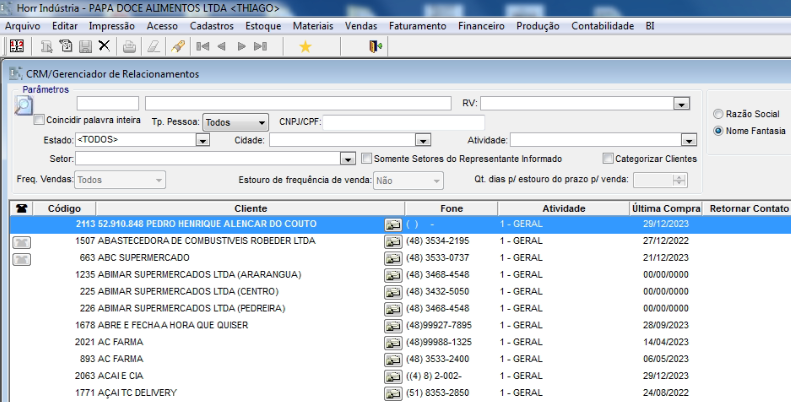 Horr Indústria - PAPA DOCE ALIMENTOS LTDA <THIAGO>
Arquivo Editar Impressão Acesso Cadastros Estoque Materiais Vendas Faturamento Financeiro Produção Contabilidade BI
CRM/Gerenciador de Relacionamentos
Parâmetros
RV:
Coincidir palavra inteira Tp. Pessoa: Todos CNPJ/CPF:
Razão Social
Nome Fantasia
Estado: <TODOS> Cidade: Atividade:
Setor: Somente Setores do Representante Informado Categorizar Clientes
Freq. Vendas: Todos Estouro de frequência de venda: Não Qt. dias p/ estouro do prazo p/ venda:
Código Cliente Fone Atividade Última Compra Retornar Contato
2113 52.910.848 PEDRO HENRIQUE ALENCAR DO COUTO ( ) - 1 - GERAL 29/12/2023
1507 ABASTECEDORA DE COMBUSTIVEIS ROBEDER LTDA (48) 3534-2195 1 - GERAL 27/12/2022
663 ABC SUPERMERCADO (48) 3533-0737 1 - GERAL 21/12/2023
1235 ABIMAR SUPERMERCADOS LTDA (ARARANGUA) (48) 3468-4548 1 - GERAL 00/00/0000
225 ABIMAR SUPERMERCADOS LTDA (CENTRO) (48) 3432-5050 1 - GERAL 00/00/0000
226 ABIMAR SUPERMERCADOS LTDA (PEDREIRA) (48) 3468-4548 1 - GERAL 00/00/0000
1678 ABRE E FECHA A HORA QUE QUISER (48)99927-7895 1 - GERAL 28/09/2023
2021 AC FARMA (48)99988-1325 1 - GERAL 14/04/2023
893 AC FARMA (48) 3533-2400 1 - GERAL 06/05/2023
2063 ACAI E CIA ((4) 8) 2-002- 1 - GERAL 29/12/2023
1771 AÇAI TC DELIVERY (51) 8353-2850 1 - GERAL 24/08/2022